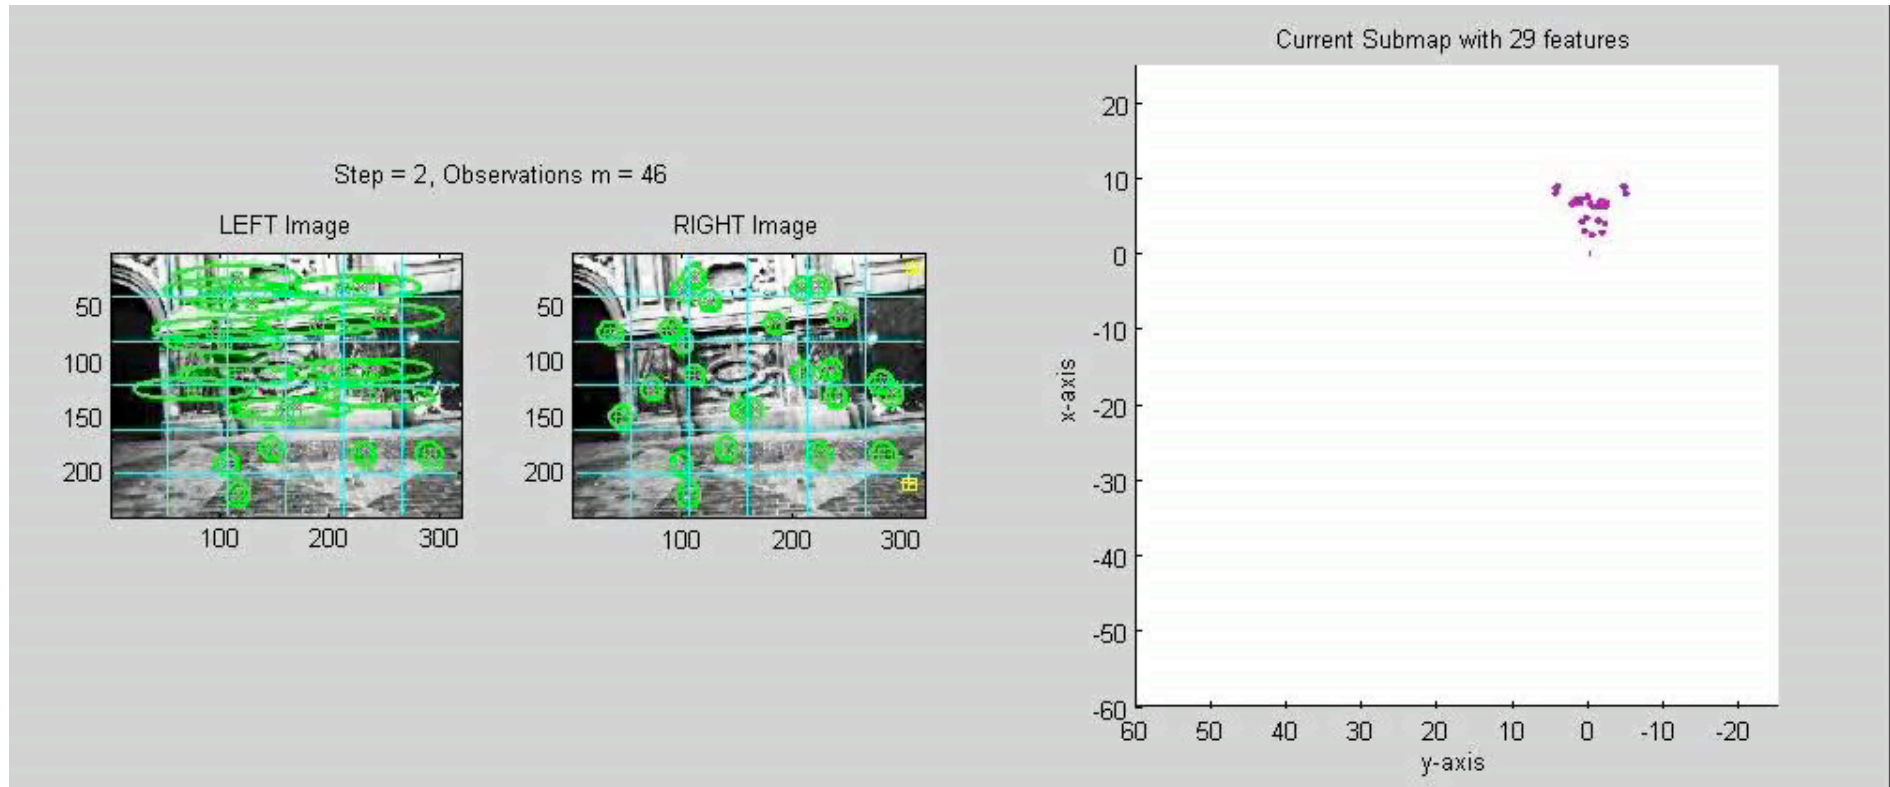 Current Submap with 29 features
Step = 2, Observations m = 46
LEFT Image
RIGHT Image
50
100
150
200
100 200 300
50
100
150
200
100 200 300
20
10
0
-10
-20
-30
-40
-50
-60
x-axis
60 50 40 30 20 10 0 -10 -20
y-axis